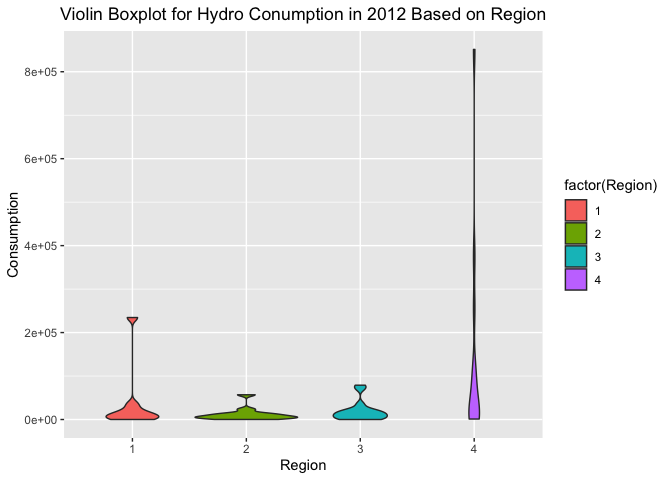 Violin Boxplot for Hydro Conumption in 2012 Based on Region
8e+05
6e+05
4e+05
2e+05
0e+00
Consumption
1 2 3 4
Region
factor(Region)
1
2
3
4